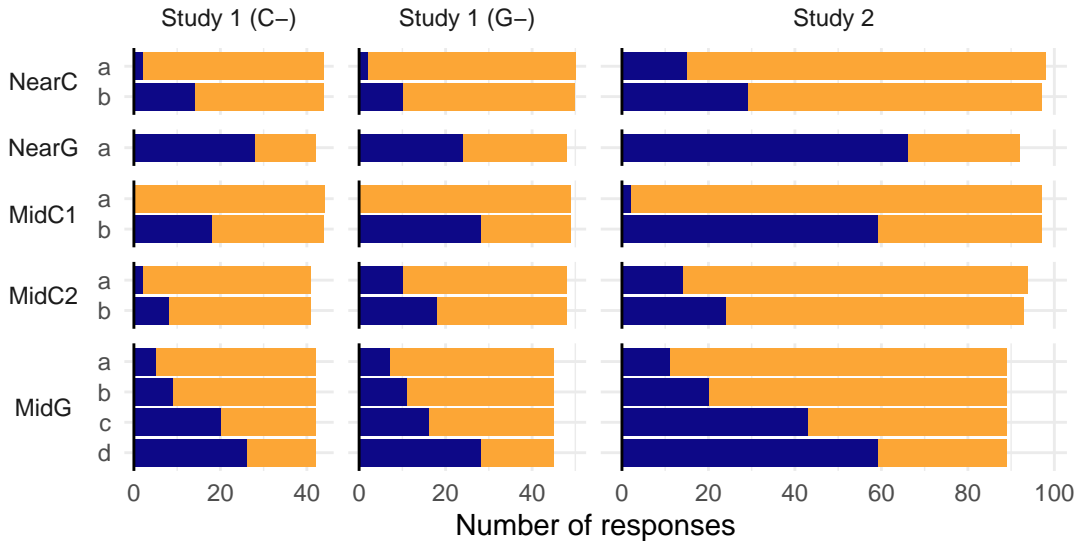 Study 1 (C−) Study 1 (G−) Study 2
NearC a
b
NearG a
MidC1 a
b
MidC2 a
b
MidG a
b
c
d
0 20 40 0 20 40 0 20 40 60 80 100
Number of responses